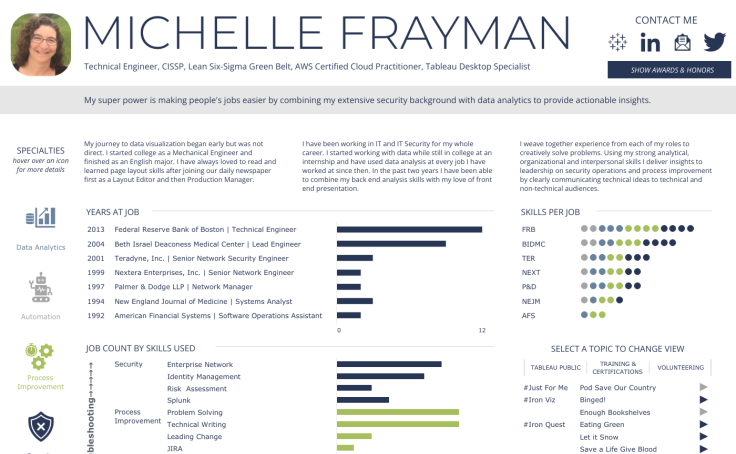 MICHELLE FRAYMAN
Technical Engineer, CISSP, Lean Six-Sigma Green Belt, AWS Certified Cloud Practitioner, Tableau Desktop Specialist
CONTACT ME
in
SHOW AWARDS & HONORS
My super power is making people's jobs easier by combining my extensive security background with data analytics to provide actionable insights.
SPECIALTIES
hover over an icon
for more details
Data Analytics
Automation
Process
Improvement
My journey to data visualization began early but was not
direct. I started college as a Mechanical Engineer and
finished as an English major. I have always loved to read and
learned page layout skills after joining our daily newspaper
first as a Layout Editor and then Production Manager.
I have been working in IT and IT Security for my whole
career. I started working with data while still in college at an
internship and have used data analytics at every job I have
worked at since then. In the past two years I have been able
to combine my back end analysis skills with my love of front
end presentation.
I weave together experience from each of my roles to
creatively solve problems. Using my strong analytical,
organizational and interpersonal skills I deliver insights to
leadership on security operations and process improvement
by clearly communicating technical ideas to technical and
non-technical audiences.
YEARS AT JOB
2013 Federal Reserve Bank of Boston | Technical Engineer
2004 Beth Israel Deaconess Medical Center | Lead Engineer
2001 Teradyne, Inc. | Senior Network Security Engineer
1999 Nextera Enterprises, Inc. | Senior Network Engineer
1997 Palmer & Dodge LLP | Network Manager
1994 New England Journal of Medicine | Systems Analyst
1992 American Financial Systems | Software Operations Assistant
0 12
SKILLS PER JOB
FRB
BIDMC
TER
NEXT
P&D
NEJM
AFS
JOB COUNT BY SKILLS USED
Security Enterprise Network
Identity Management
Risk Assessment
Splunk
Process Problem Solving
Improvement Technical Writing
Leading Change
JIRA
SELECT A TOPIC TO CHANGE VIEW
TABLEAU PUBLIC
TRAINING &
CERTIFICATIONS
VOLUNTEERING
#Just For Me Pod Save Our Country
#Iron Viz Binged!
Enough Bookshelves
#Iron Quest Eating Green
Let it Snow
Save a Life Give Blood